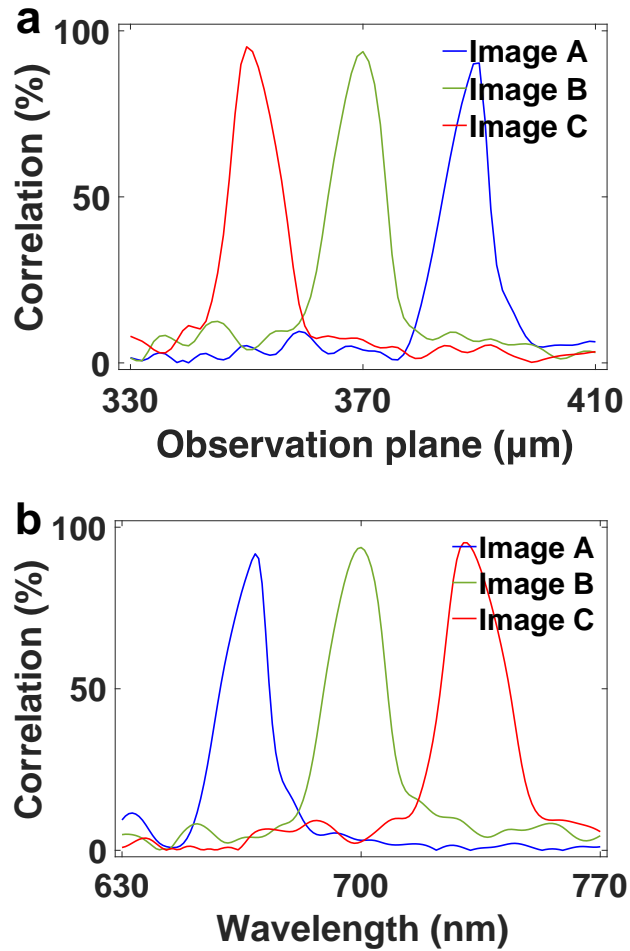 a
100
50
0
Correlation (%)
Image A
Image B
Image C
330
370
410
Observation plane (µm)
b
100
50
0
Correlation (%)
Image A
Image B
Image C
630
700
770
Wavelength (nm)